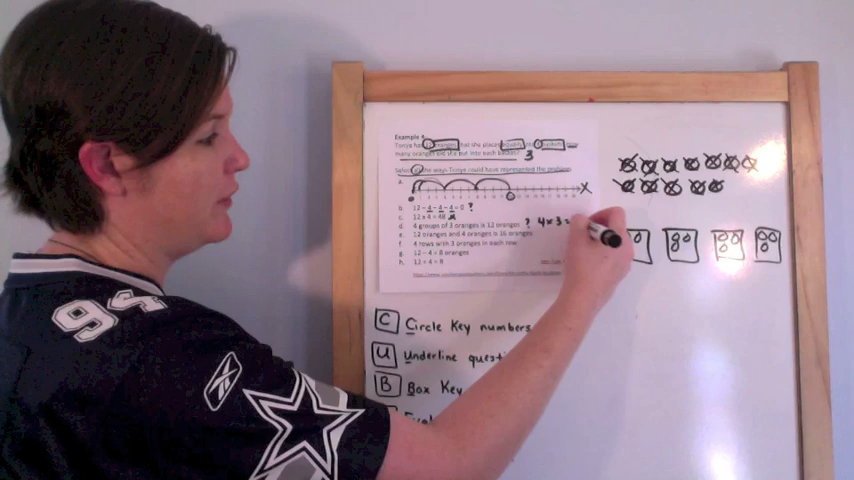 Example 4
Tonya has 12 oranges that she places equally into 4 baskets. How
many oranges did she put into each basket? 3
Select all the ways Tonya could have represented the problem.
a.
X
b. 12 – 4 – 4 – 4 = 0 ?
c. 12 x 4 = 48
d. 4 groups of 3 oranges is 12 oranges ? 4 x 3 =
e. 12 oranges and 4 oranges is 16 oranges
f. 4 rows with 3 oranges in each row
g. 12 – 4 = 8 oranges
C Circle Key numbers
U Underline
B Box Key
94